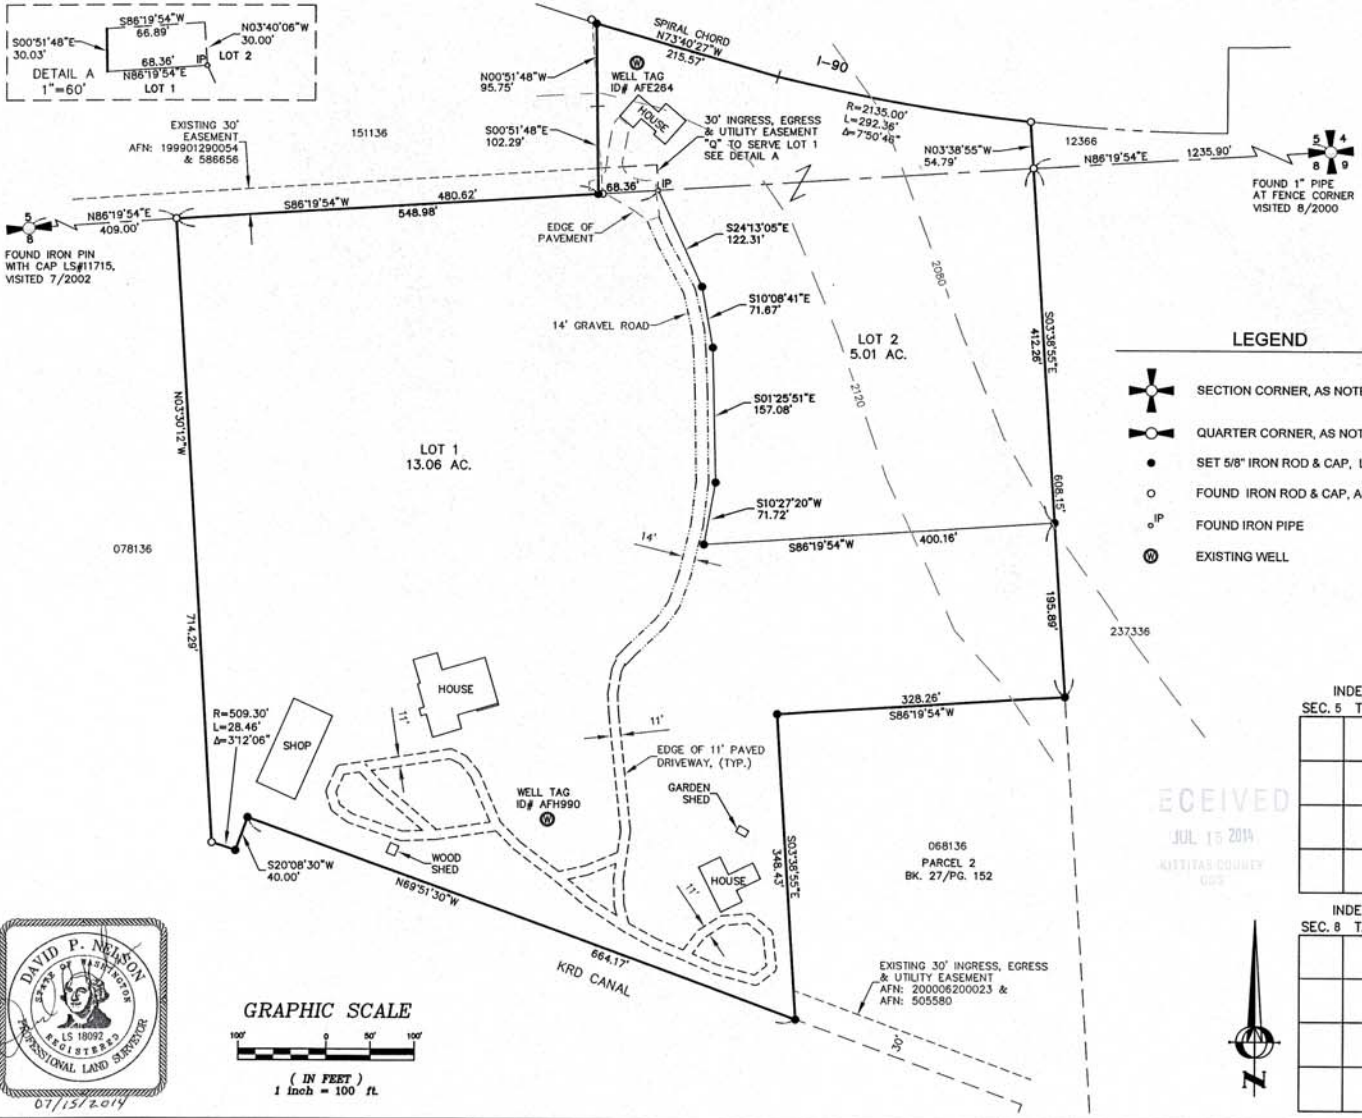 S86°19'54"W
66.89'
N03°40'06"W
30.00'
S00°51'48"E
30.03'
68.36'
IP
LOT 2
N86°19'54"E
LOT 1
DETAIL A
1"=60'
EXISTING 30'
EASEMENT
AFN: 199901290054
& 586656
151136
N00°51'48"W
95.75'
S00°51'48"E
102.29'
SPIRAL CHORD
N73°40'27"W
215.57'
I-90
WELL TAG
ID# AFE264
W
HOUSE
30' INGRESS, EGRESS
& UTILITY EASEMENT
"Q" TO SERVE LOT 1
SEE DETAIL A
R=2135.00'
L=292.36'
Δ=7°50'46"
N03°38'55"W
54.79'
12366
N86°19'54"E
1235.90'
5 4
8 9
FOUND 1" PIPE
AT FENCE CORNER
VISITED 8/2000
5
8
N86°19'54"E
409.00'
FOUND IRON PIN
WITH CAP LS#11715,
VISITED 7/2002
S86°19'54"W
480.62'
548.98'
68.36'
IP
EDGE OF
PAVEMENT
S24°13'05"E
122.31'
S10°08'41"E
71.67'
14' GRAVEL ROAD
LOT 2
5.01 AC.
2080
2120
S03°38'55"E
412.26'
608.15'
S01°25'51"E
157.08'
N03°30'12"W
714.29'
LOT 1
13.06 AC.
S10°27'20"W
71.72'
14'
S86°19'54"W
400.16'
195.89'
078136
237336
LEGEND
SECTION CORNER, AS NOTE
QUARTER CORNER, AS NOT
SET 5/8" IRON ROD & CAP, L
FOUND IRON ROD & CAP, A
IP
FOUND IRON PIPE
W
EXISTING WELL
HOUSE
SHOP
R=509.30'
L=28.46'
Δ=3°12'06"
11'
11'
328.26'
S86°19'54"W
EDGE OF 11' PAVED
DRIVEWAY, (TYP.)
WELL TAG
ID# AFH990
W
GARDEN
SHED
WOOD
SHED
S20°08'30"W
40.00'
N69°51'30"W
664.17'
KRD CANAL
HOUSE
11'
S03°38'55"E
348.43'
068136
PARCEL 2
BK. 27/PG. 152
EXISTING 30' INGRESS, EGRESS
& UTILITY EASEMENT
AFN: 200006200023 &
AFN: 505580
30'
ECEIVED
JUL 15 2014
KITTITAS COUNTY
CDS
INDE
SEC. 5 T
INDE
SEC. 8 T
N
DAVID P. NELSON
STATE OF WASHINGTON
LS 18092
REGISTERED
PROFESSIONAL LAND SURVEYOR
07/15/2014
GRAPHIC SCALE
100' 0 50' 100'
( IN FEET )
1 inch = 100 ft.